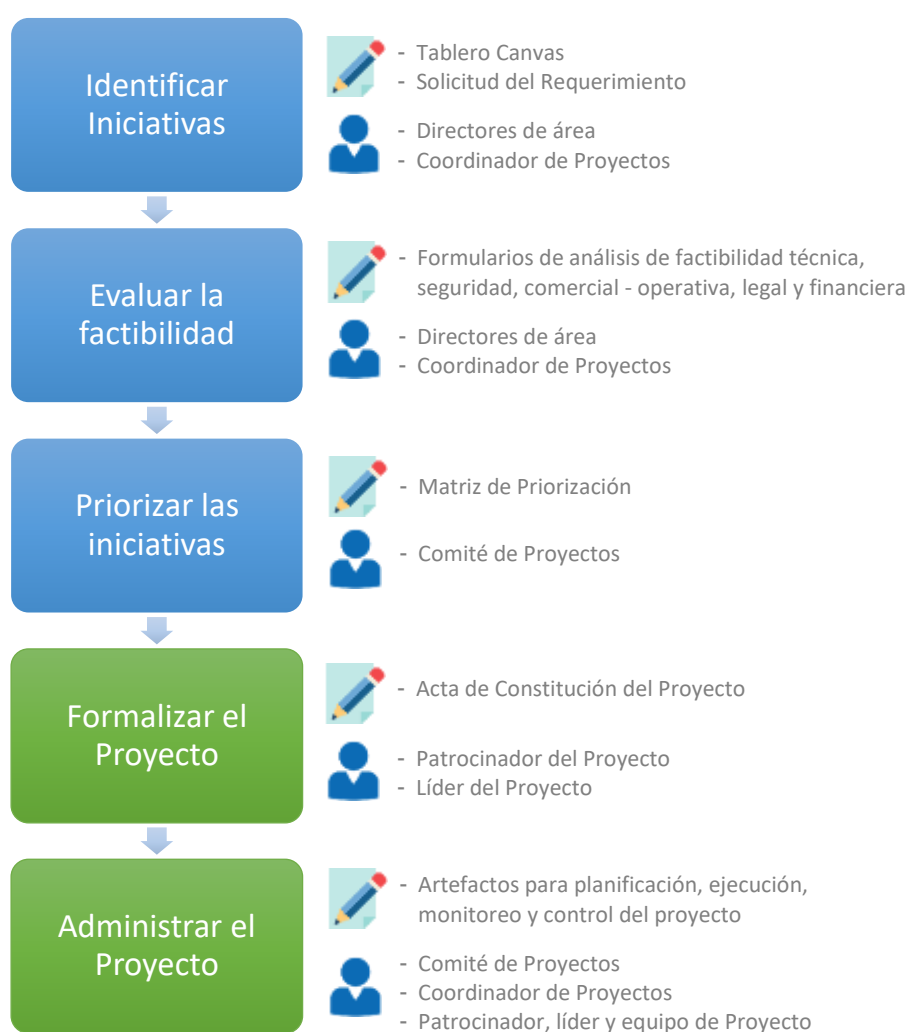 Identificar
Iniciativas
- Tablero Canvas
- Solicitud del Requerimiento
- Directores de área
- Coordinador de Proyectos
Evaluar la
factibilidad
- Formularios de análisis de factibilidad técnica,
seguridad, comercial - operativa, legal y financiera
- Directores de área
- Coordinador de Proyectos
Priorizar las
iniciativas
- Matriz de Priorización
- Comité de Proyectos
Formalizar el
Proyecto
- Acta de Constitución del Proyecto
- Patrocinador del Proyecto
- Líder del Proyecto
Administrar el
Proyecto
- Artefactos para planificación, ejecución,
monitoreo y control del proyecto
- Comité de Proyectos
- Coordinador de Proyectos
- Patrocinador, líder y equipo de Proyecto